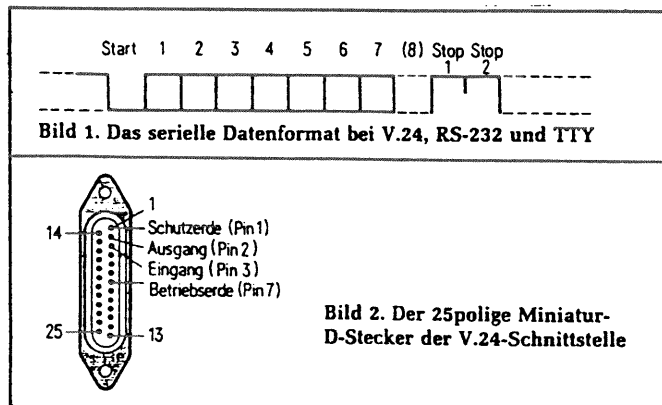 Start 1 2 3 4 5 6 7 (8) Stop Stop
1 2
Bild 1. Das serielle Datenformat bei V.24, RS-232 und TTY
1
14
Schutzerde (Pin 1)
Ausgang (Pin 2)
Eingang (Pin 3)
Betriebserde (Pin 7)
25
13
Bild 2. Der 25polige Miniatur-
D-Stecker der V.24-Schnittstelle